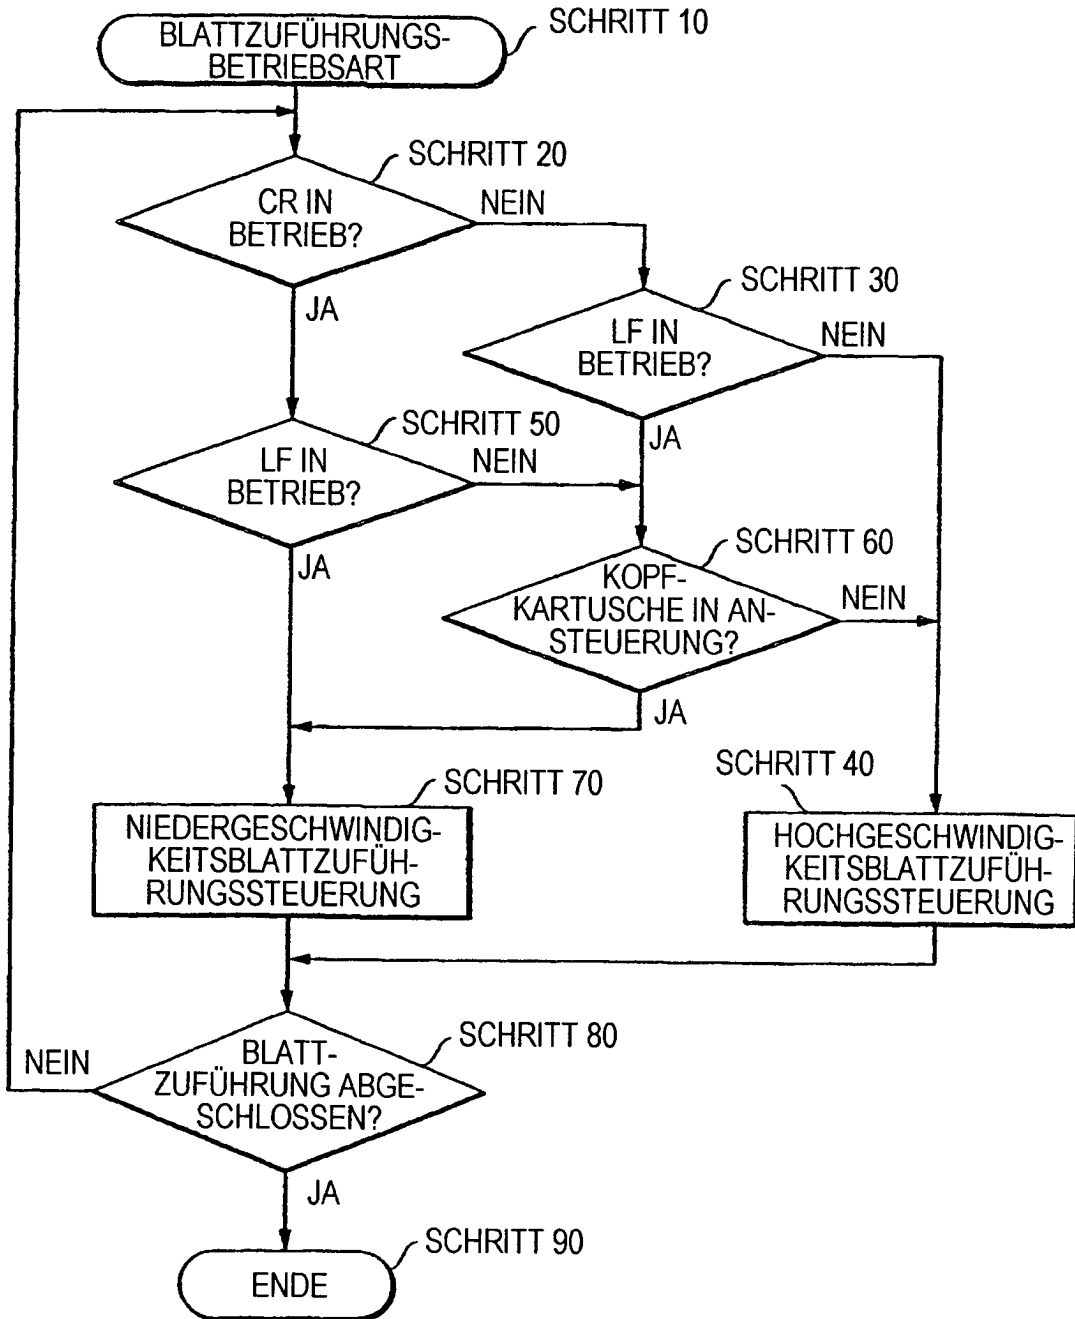 BLATTZUFÜHRUNGS-
BETRIEBSART
SCHRITT 10
SCHRITT 20
CR IN
BETRIEB?
NEIN
JA
SCHRITT 30
LF IN
BETRIEB?
NEIN
JA
SCHRITT 50
LF IN
BETRIEB?
NEIN
JA
SCHRITT 60
KOPF-
KARTUSCHE IN AN-
STEUERUNG?
NEIN
JA
SCHRITT 70
NIEDERGESCHWINDIG-
KEITSBLATTZUFÜH-
RUNGSSTEUERUNG
SCHRITT 40
HOCHGESCHWINDIG-
KEITSBLATTZUFÜH-
RUNGSSTEUERUNG
SCHRITT 80
BLATT-
ZUFÜHRUNG ABGE-
SCHLOSSEN?
NEIN
JA
SCHRITT 90
ENDE